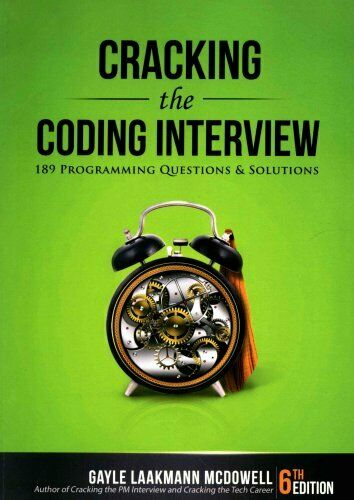 CRACKING
the
CODING INTERVIEW
189 PROGRAMMING QUESTIONS & SOLUTIONS
GAYLE LAAKMANN MCDOWELL
Author of Cracking the PM Interview and Cracking the Tech Career
6TH
EDITION